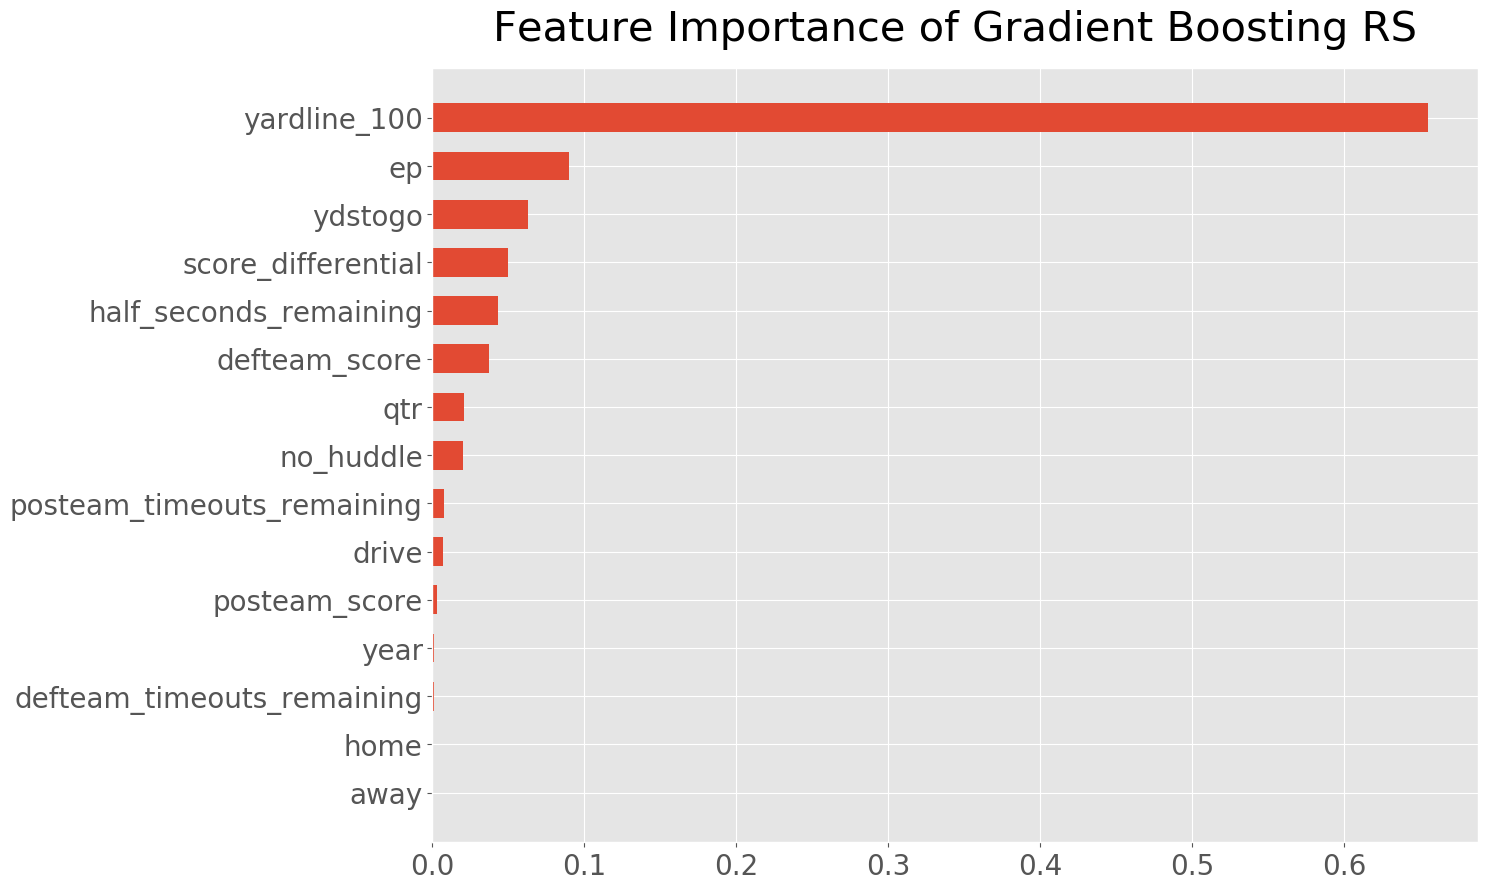 Feature Importance of Gradient Boosting RS
yardline_100
ep
ydstogo
score_differential
half_seconds_remaining
defteam_score
qtr
no_huddle
posteam_timeouts_remaining
drive
posteam_score
year
defteam_timeouts_remaining
home
away
0.0 0.1 0.2 0.3 0.4 0.5 0.6